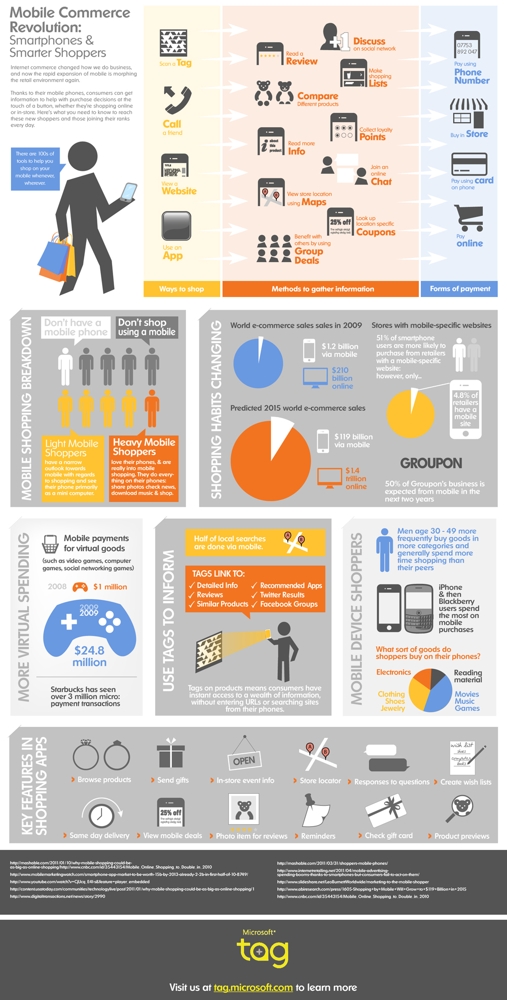 Mobile Commerce
Revolution:
Smartphones &
Smarter Shoppers
Internet commerce changed how we do business,
and now the rapid expansion of mobile is morphing
the retail environment again.
Thanks to their mobile phones, consumers can get
information to help with purchase decisions at the
touch of a button, whether they're shopping online
or in-store. Here's what you need to know to reach
these new shoppers and those joining their ranks
every day.
There are 100s of
tools to help you
shop on your
mobile whenever,
wherever.
Scan a Tag
Call
a friend
View a
Website
Use an
App
Ways to shop
Read a
Review
+1 Discuss
on social network
Make
shopping
Lists
Compare
Different products
Collect loyalty
Points
Read more
Info
Join an
online
Chat
View store location
using Maps
25% off
Look up
location specific
Coupons
Benefit with
others by using
Group
Deals
Methods to gather information
07753
892 047
Pay using
Phone
Number
Buy in Store
Pay using card
on phone
Pay
online
Forms of payment
MOBILE SHOPPING BREAKDOWN
Don't have a
mobile phone
Don't shop
using a mobile
Light Mobile
Shoppers
have a narrow
outlook towards
mobile with regards
to shopping and see
their phone primarily
as a mini computer.
Heavy Mobile
Shoppers
love their phones, & are
really into mobile
shopping. They do every-
thing on their phones:
share photos check news,
download music & shop.
SHOPPING HABITS CHANGING
World e-commerce sales sales in 2009
$1.2 billion
via mobile
$210
billion
online
Predicted 2015 world e-commerce sales
$119 billion
via mobile
$1.4
trillion
online
Stores with mobile-specific websites
51% of smartphone
users are more likely to
purchase from retailers
with a mobile-specific
website:
however, only...
4.8% of
retailers
have a
mobile
site
GROUPON
50% of Groupon's business is
expected from mobile in the
next two years
MORE VIRTUAL SPENDING
Mobile payments
for virtual goods
(such as video games, computer
games, social networking games)
2008 $1 million
2008
2009
$24.8
million
Starbucks has seen
over 3 million micro:
payment transactions
USE TAGS TO INFORM
Half of local searches
are done via mobile.
TAGS LINK TO:
✓ Detailed Info
✓ Reviews
✓ Similar Products
✓ Recommended Apps
✓ Twitter Results
✓ Facebook Groups
Tags on products means consumers have
instant access to a wealth of information,
without entering URLs or searching sites
from their phones.
MOBILE DEVICE SHOPPERS
Men age 30 - 49 more
frequently buy goods in
more categories and
generally spend more
time shopping than
their peers
iPhone
& then
Blackberry
users spend
the most on
mobile
purchases
What sort of goods do
shoppers buy on their phones?
Electronics
Reading
material
Clothing
Shoes
Jewelry
Movies
Music
Games
KEY FEATURES IN
SHOPPING APPS
Browse products
Send gifts
OPEN
In-store event info
Store locator
Responses to questions
wish list
Create wish lists
Same day delivery
25% off
View mobile deals
Photo item for reviews
Reminders
Check gift card
Product previews
Microsoft
tag
Visit us at tag.microsoft.com to learn more